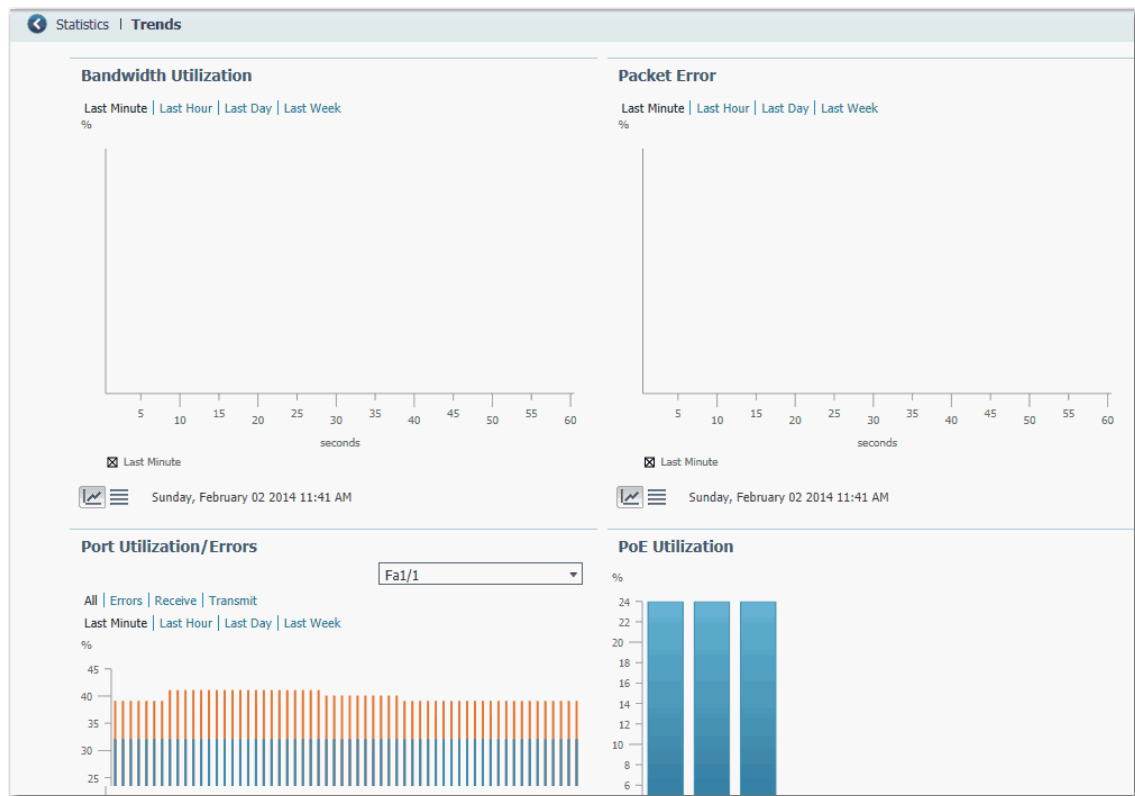 Statistics | Trends
Bandwidth Utilization
Last Minute | Last Hour | Last Day | Last Week
%
5 10 15 20 25 30 35 40 45 50 55 60
seconds
Last Minute
Sunday, February 02 2014 11:41 AM
Packet Error
Last Minute | Last Hour | Last Day | Last Week
%
5 10 15 20 25 30 35 40 45 50 55 60
seconds
Last Minute
Sunday, February 02 2014 11:41 AM
Port Utilization/Errors
Fa1/1
All | Errors | Receive | Transmit
Last Minute | Last Hour | Last Day | Last Week
%
45
40
35
30
25
PoE Utilization
%
24
22
20
18
16
14
12
10
8
6